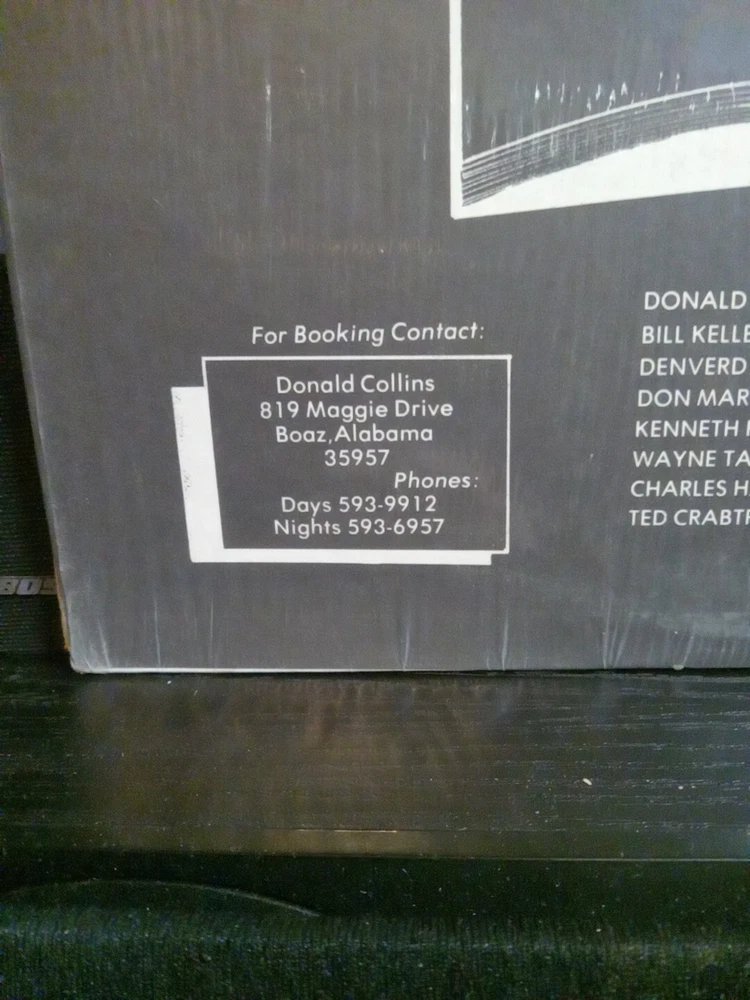 For Booking Contact:
Donald Collins
819 Maggie Drive
Boaz, Alabama
35957
Phones:
Days 593-9912
Nights 593-6957
DONALD
BILL
DENVERD
DON
KENNETH
WAYNE
CHARLES
TED